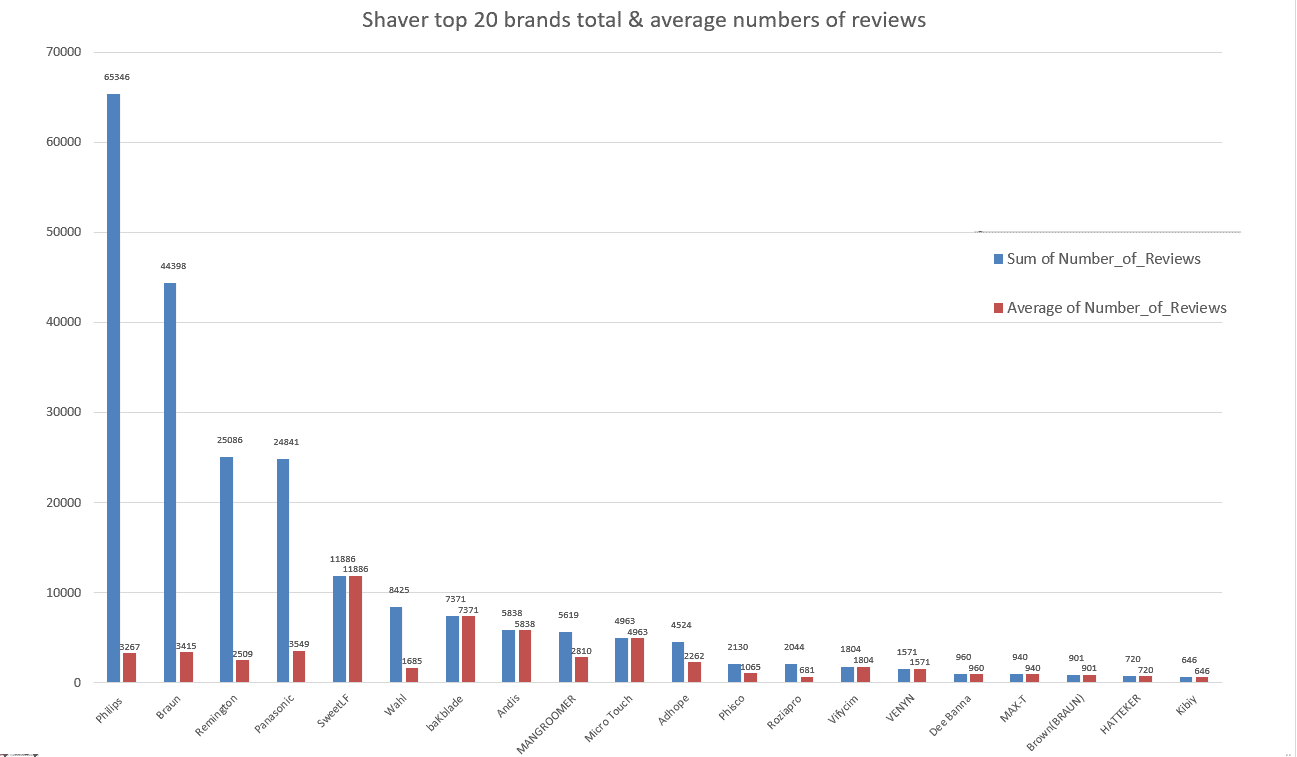 Shaver top 20 brands total & average numbers of reviews
70000
60000
50000
40000
30000
20000
10000
0
65346
3267
44398
3415
25086
2509
24841
3549
11886
11886
8425
1685
7371
7371
5838
5838
5619
2810
4963
4963
4524
2262
2130
1065
2044
681
1804
1804
1571
1571
960
960
940
940
901
901
720
720
646
646
Sum of Number_of_Reviews
Average of Number_of_Reviews
Philips
Braun
Remington
Panasonic
SweetLF
Wahl
baKblade
Andis
MANGROOMER
Micro Touch
Adhope
Phisco
Roziapro
Vifycim
VENYN
Dee Banna
MAX-T
Brown(BRAUN)
HATTEKER
Kibiy